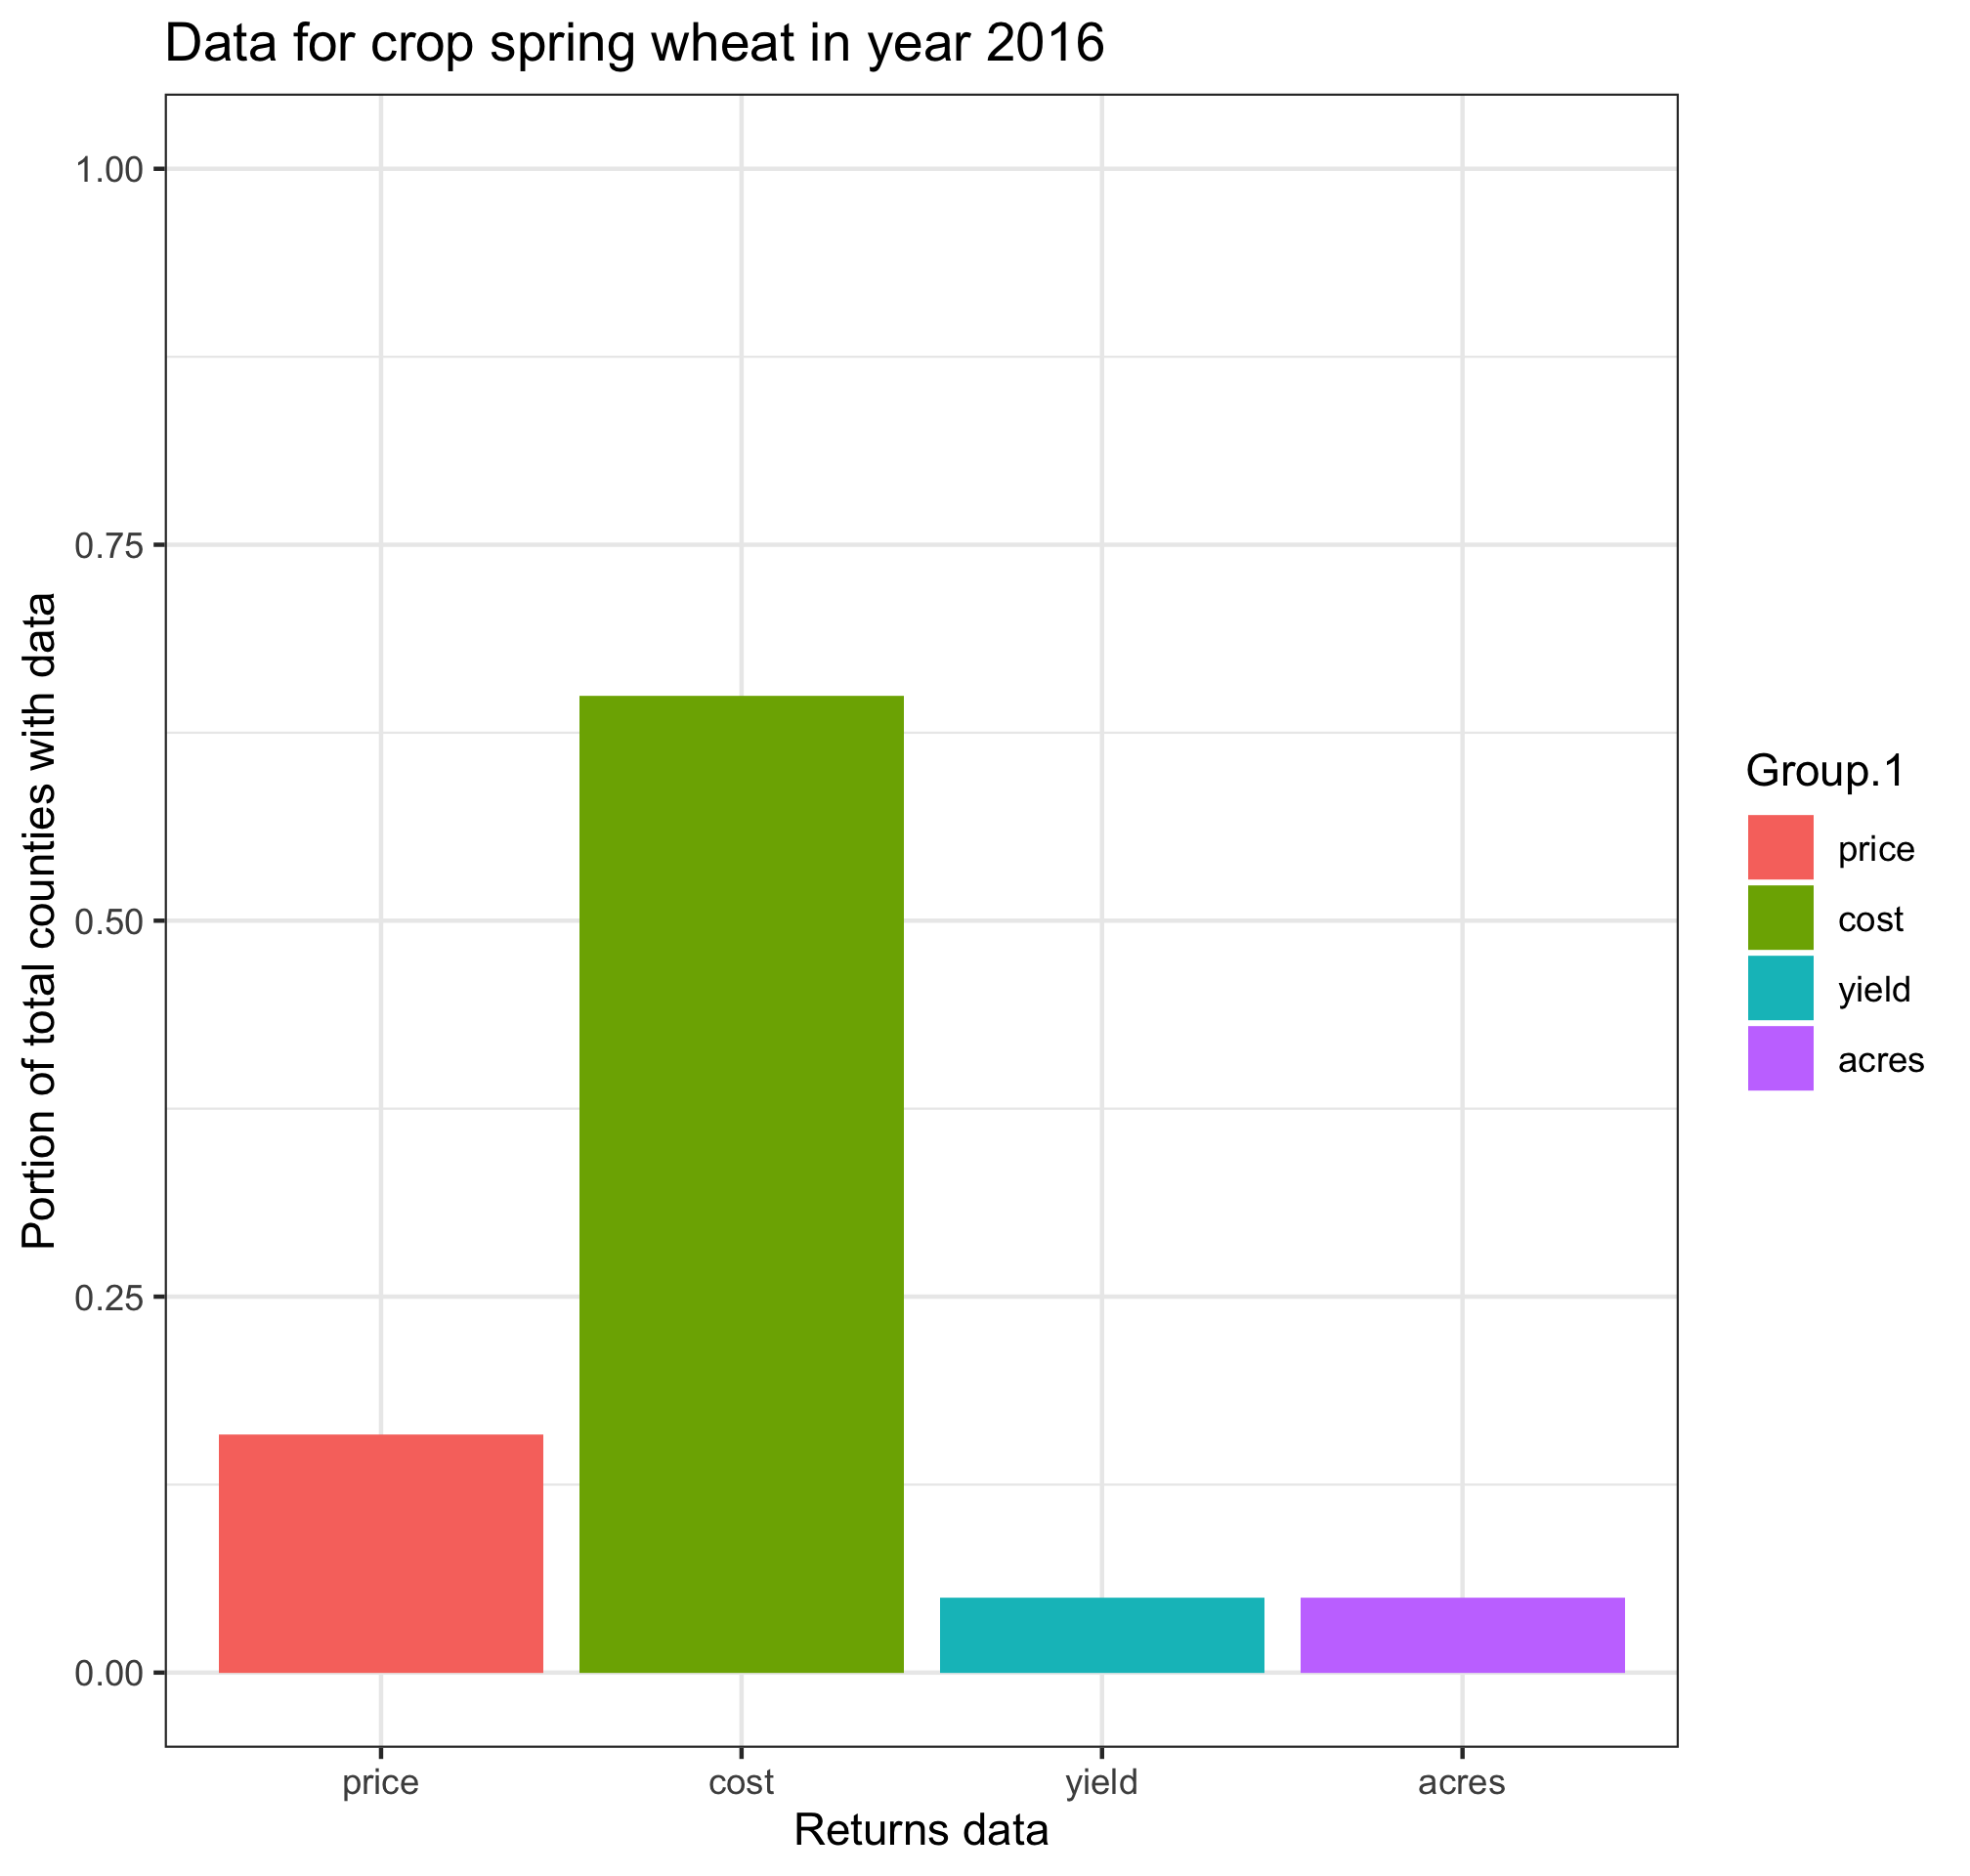 Data for crop spring wheat in year 2016
Portion of total counties with data
1.00
0.75
0.50
0.25
0.00
price
cost
yield
acres
Returns data
Group.1
price
cost
yield
acres